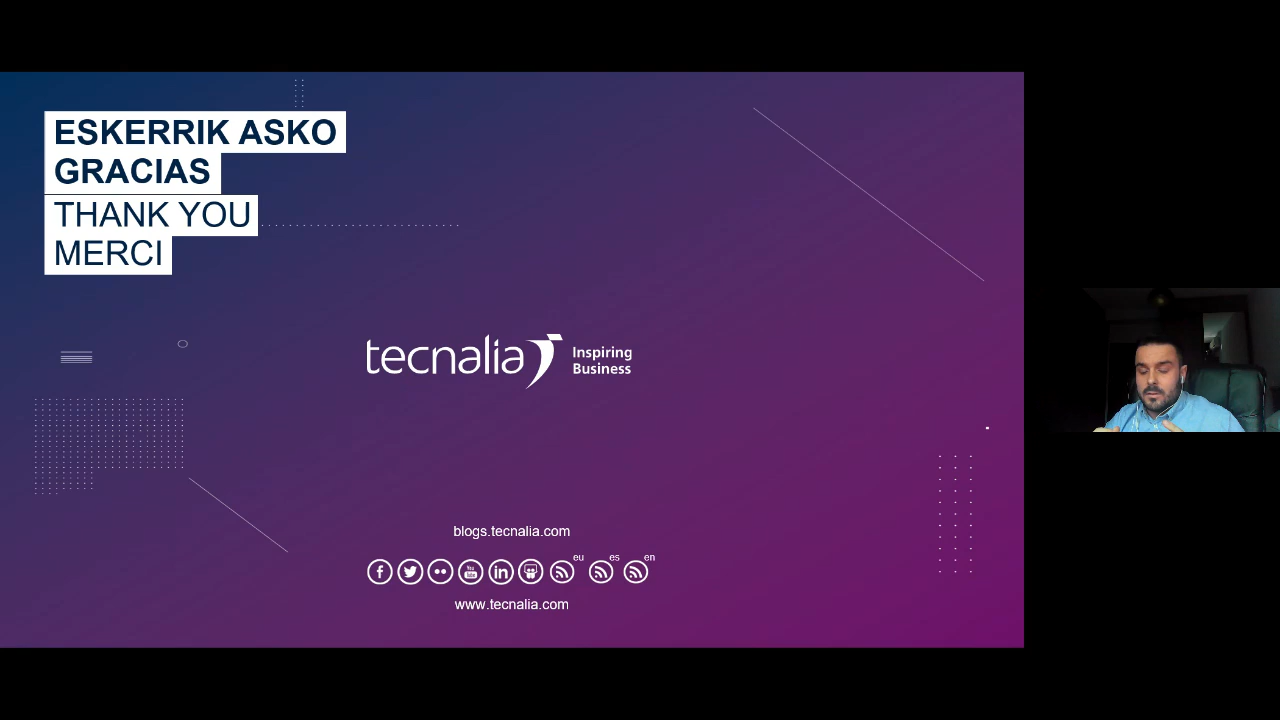 ESKERRIK ASKO
GRACIAS
THANK YOU
MERCI
tecnalia
Inspiring
Business
blogs.tecnalia.com
eu es en
www.tecnalia.com